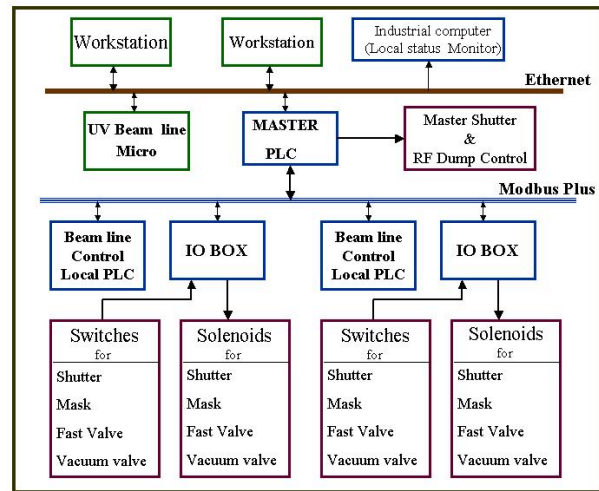 Workstation
Workstation
Industrial computer
(Local status Monitor)
Ethernet
UV Beam line
Micro
MASTER
PLC
Master Shutter
&
RF Dump Control
Modbus Plus
Beam line
Control
Local PLC
IO BOX
Beam line
Control
Local PLC
IO BOX
Switches
for
Shutter
Mask
Fast Valve
Vacuum valve
Solenoids
for
Shutter
Mask
Fast Valve
Vacuum valve
Switches
for
Shutter
Mask
Fast Valve
Vacuum valve
Solenoids
for
Shutter
Mask
Fast Valve
Vacuum valve